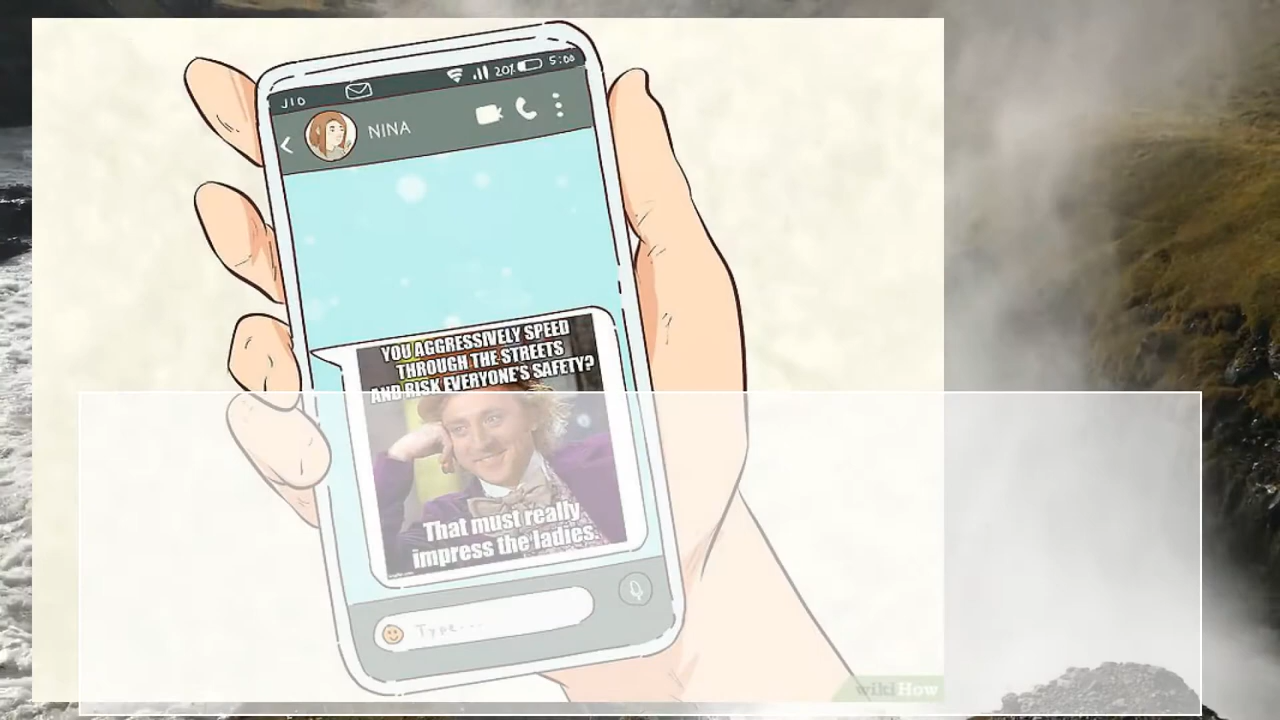 JIO 20% 5:00
NINA
YOU AGGRESSIVELY SPEED
THROUGH THE STREETS
AND RISK EVERYONE'S SAFETY?
That must really
impress the ladies.
Type...
wikiHow